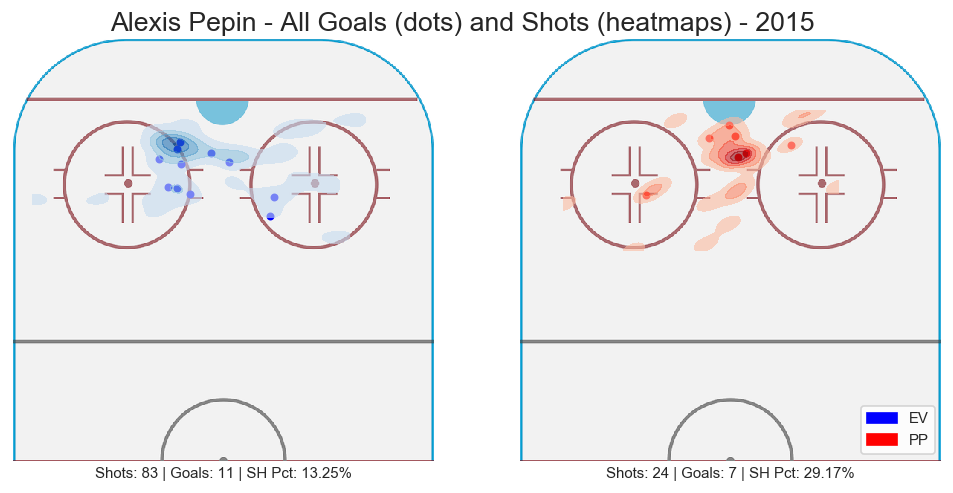 Alexis Pepin - All Goals (dots) and Shots (heatmaps) - 2015
EV
PP
Shots: 83 | Goals: 11 | SH Pct: 13.25%
Shots: 24 | Goals: 7 | SH Pct: 29.17%